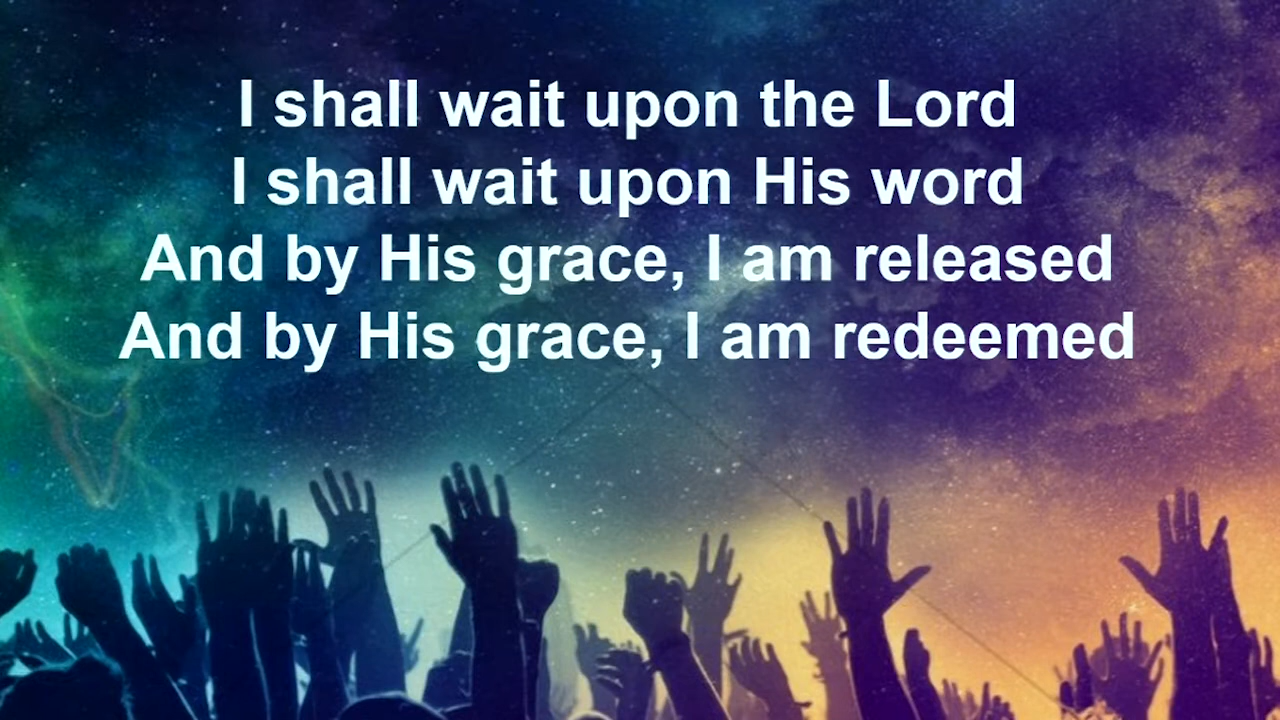 I shall wait upon the Lord
I shall wait upon His word
And by His grace, I am released
And by His grace, I am redeemed